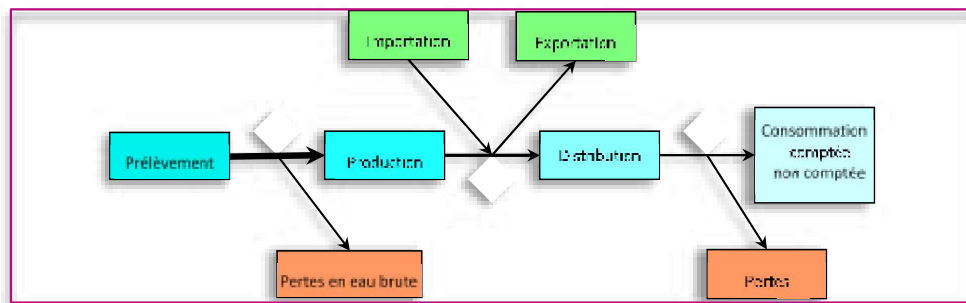 Importation
Exportation
Prélèvement
Production
Distribution
Consommation
comptée
non comptée
Pertes en eau brute
Pertes